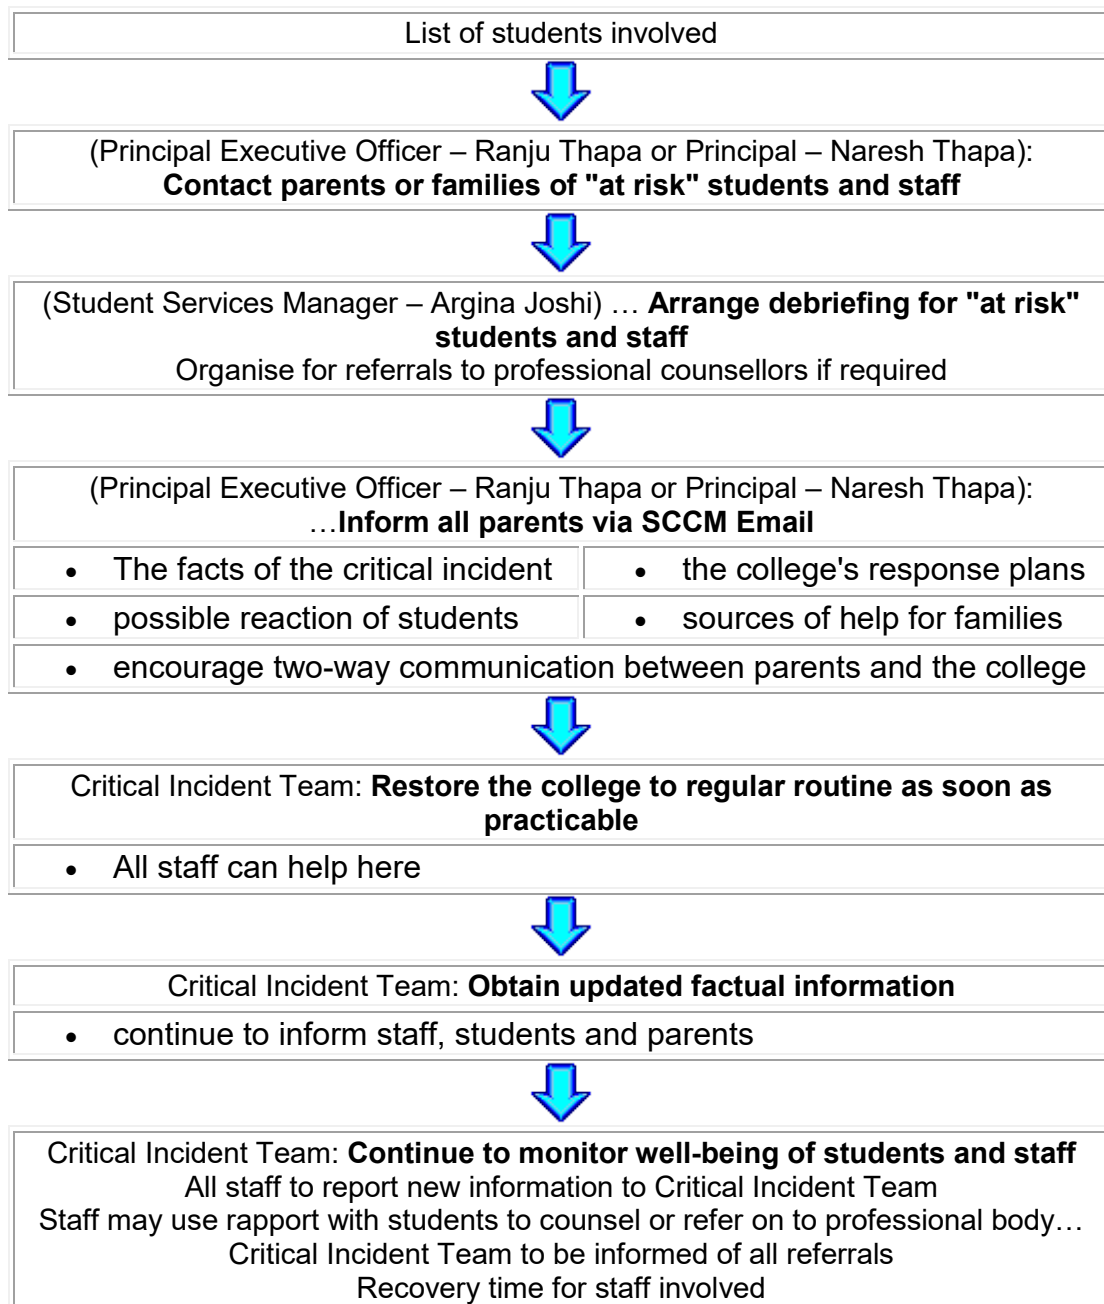 List of students involved
(Principal Executive Officer – Ranju Thapa or Principal – Naresh Thapa):
Contact parents or families of "at risk" students and staff
(Student Services Manager – Argina Joshi) … Arrange debriefing for "at risk"
students and staff
Organise for referrals to professional counsellors if required
(Principal Executive Officer – Ranju Thapa or Principal – Naresh Thapa):
…Inform all parents via SCCM Email
• The facts of the critical incident
• the college's response plans
• possible reaction of students
• sources of help for families
• encourage two-way communication between parents and the college
Critical Incident Team: Restore the college to regular routine as soon as
practicable
• All staff can help here
Critical Incident Team: Obtain updated factual information
• continue to inform staff, students and parents
Critical Incident Team: Continue to monitor well-being of students and staff
All staff to report new information to Critical Incident Team
Staff may use rapport with students to counsel or refer on to professional body…
Critical Incident Team to be informed of all referrals
Recovery time for staff involved